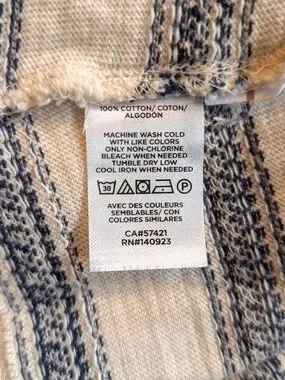 100% COTTON/ COTON/
ALGODÓN
MACHINE WASH COLD
WITH LIKE COLORS
ONLY NON-CHLORINE
BLEACH WHEN NEEDED
TUMBLE DRY LOW
COOL IRON WHEN NEEDED
30 P
AVEC DES COULEURS
SEMBLABLES/ CON
COLORES SIMILARES
CA#57421
RN#140923